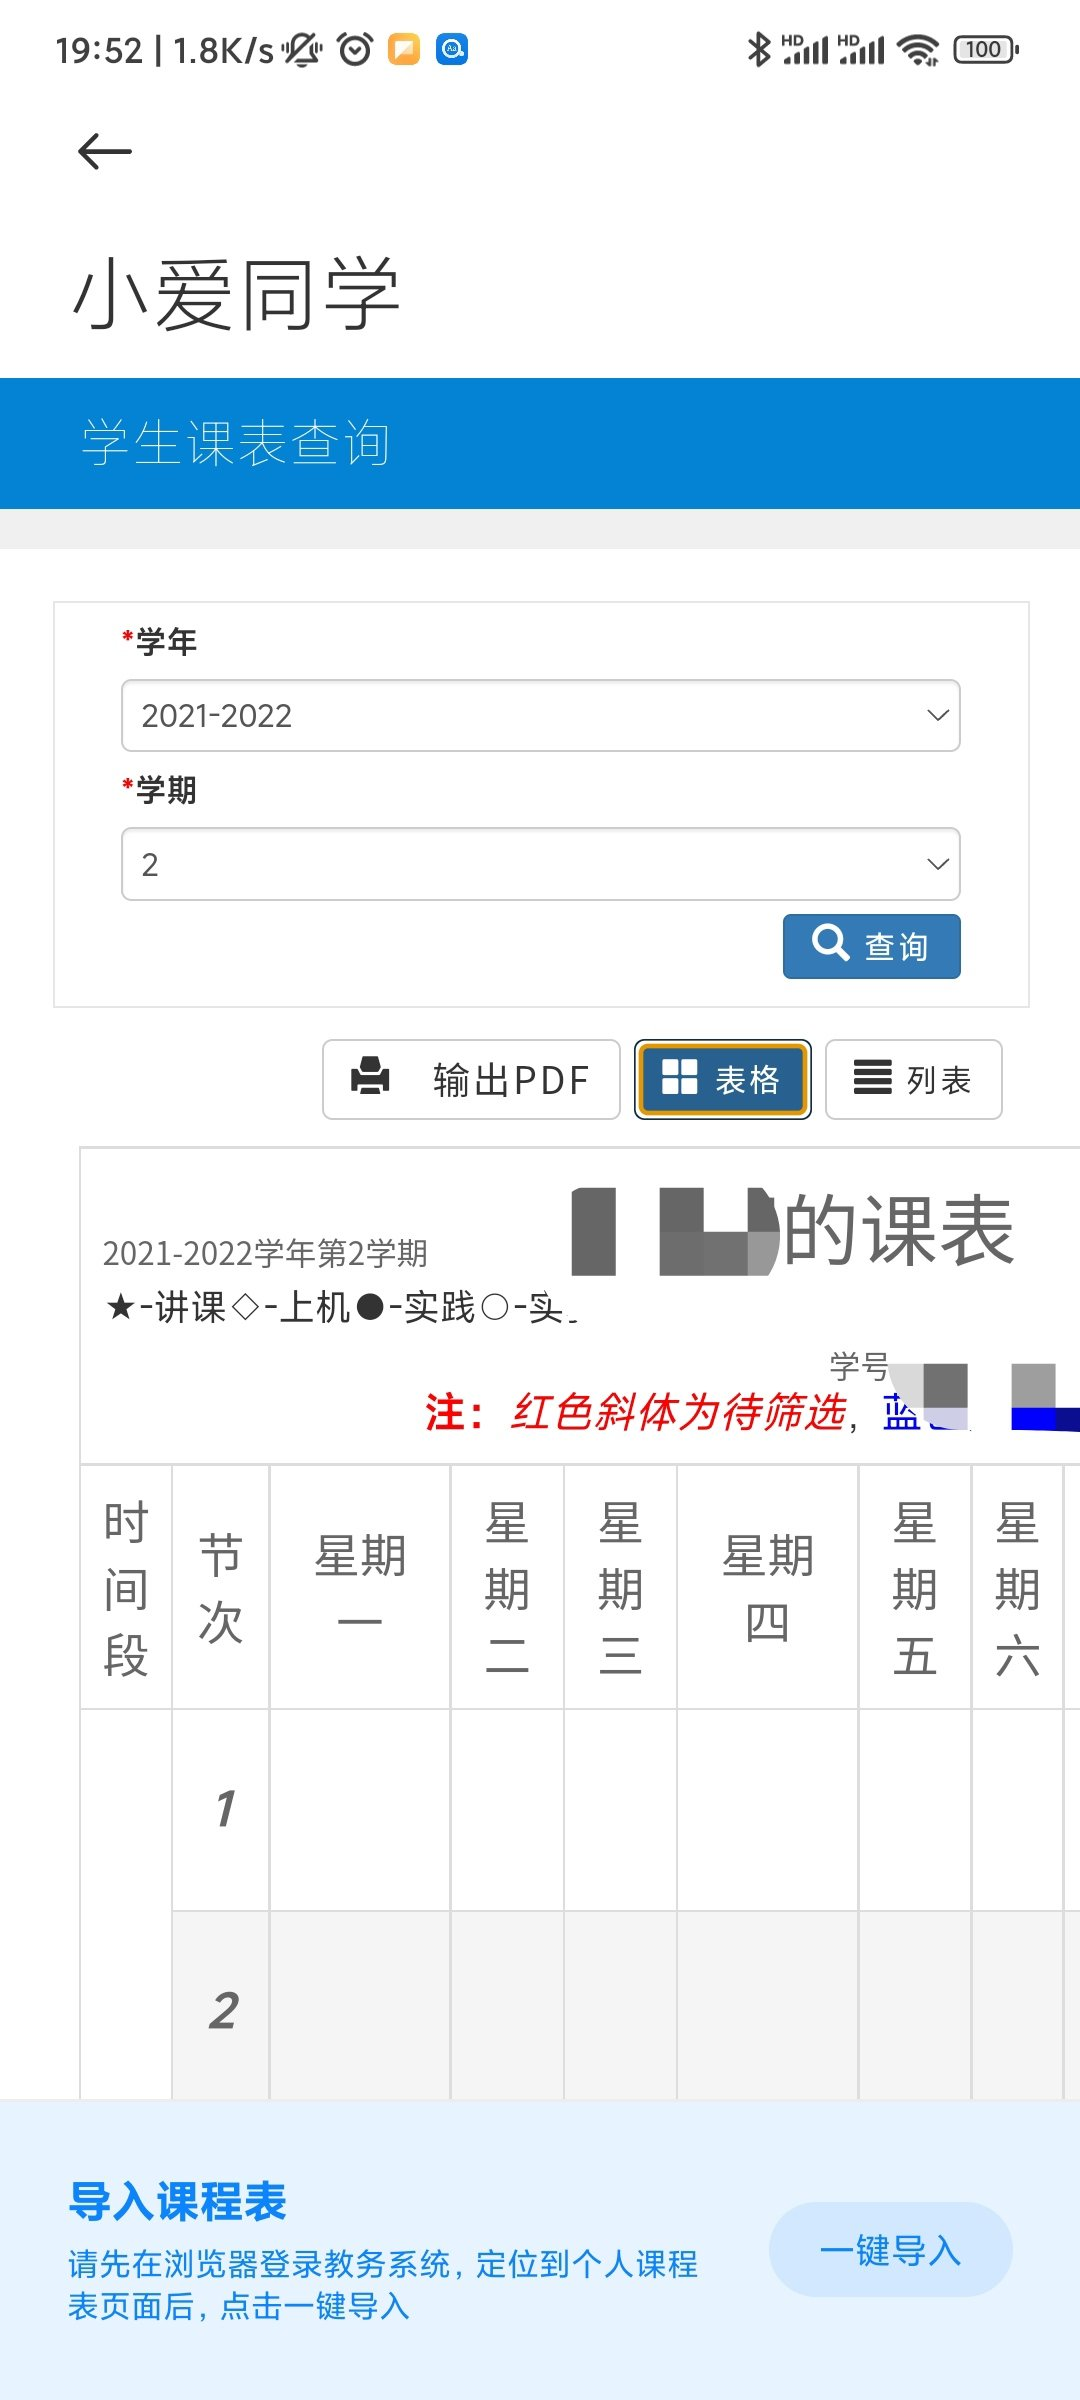 19:52 | 1.8K/s
HD HD 100
小爱同学
学生课表查询
*学年
2021-2022
*学期
2
查询
输出PDF 表格 列表
的课表
2021-2022学年第2学期
★-讲课◇-上机●-实践○-实
学号
注：红色斜体为待筛选，蓝
时间段 节次 星期一 星期二 星期三 星期四 星期五 星期六
1
2
导入课程表
请先在浏览器登录教务系统，定位到个人课程
表页面后，点击一键导入
一键导入